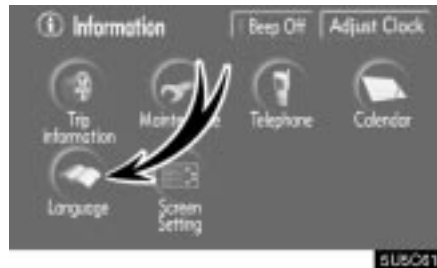 i Information
Beep Off
Adjust Clock
Trip
information
Telephone
Calendar
Language
Screen
Setting